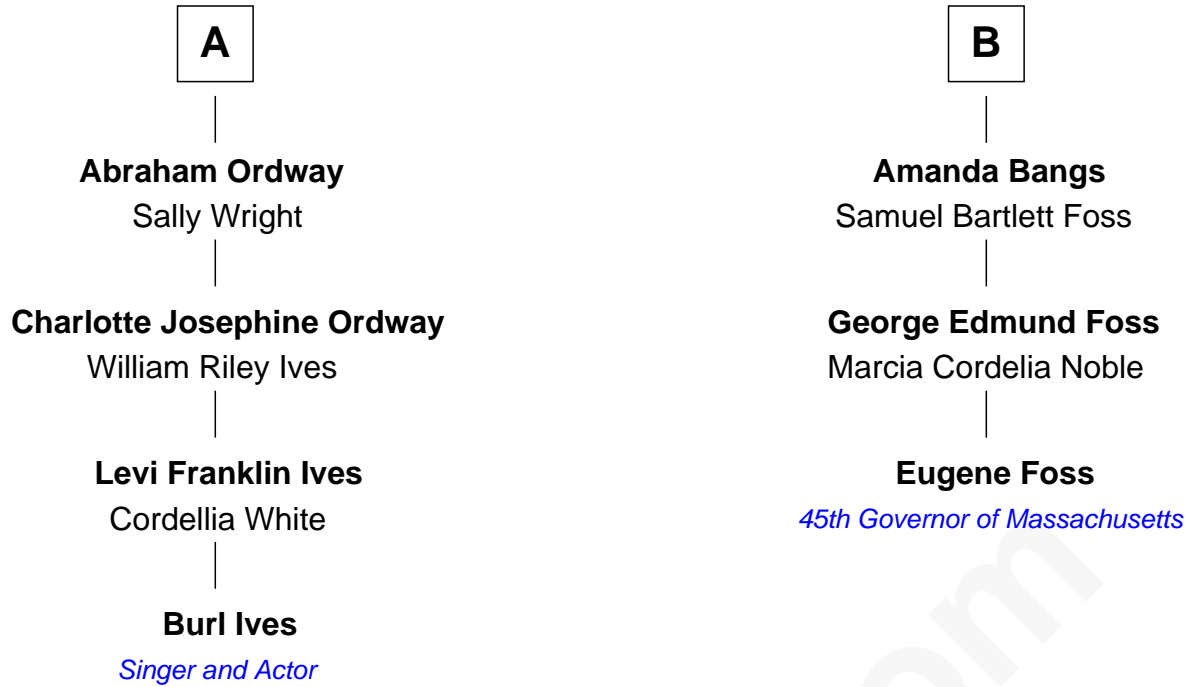 A
Abraham Ordway
Sally Wright
Charlotte Josephine Ordway
William Riley Ives
Levi Franklin Ives
Cordellia White
Burl Ives
Singer and Actor
B
Amanda Bangs
Samuel Bartlett Foss
George Edmund Foss
Marcia Cordelia Noble
Eugene Foss
45th Governor of Massachusetts
om